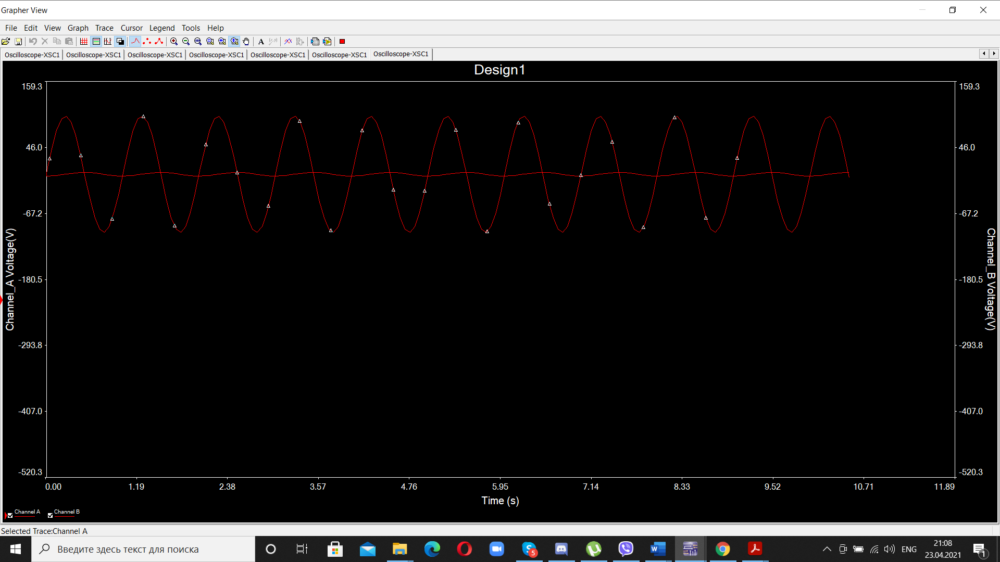 Grapher View
File Edit View Graph Trace Cursor Legend Tools Help
Oscilloscope-XSC1 Oscilloscope-XSC1 Oscilloscope-XSC1 Oscilloscope-XSC1 Oscilloscope-XSC1 Oscilloscope-XSC1 Oscilloscope-XSC1
Design1
159.3 159.3
46.0 46.0
-67.2 -67.2
-180.5 -180.5
-293.8 -293.8
-407.0 -407.0
-520.3 -520.3
Channel_A Voltage(V)
Channel_B Voltage(V)
0.00 1.19 2.38 3.57 4.76 5.95 7.14 8.33 9.52 10.71 11.89
Time (s)
Channel A Channel B
Selected Trace:Channel A
Введите здесь текст для поиска
5
ENG
21:08
23.04.2021
1